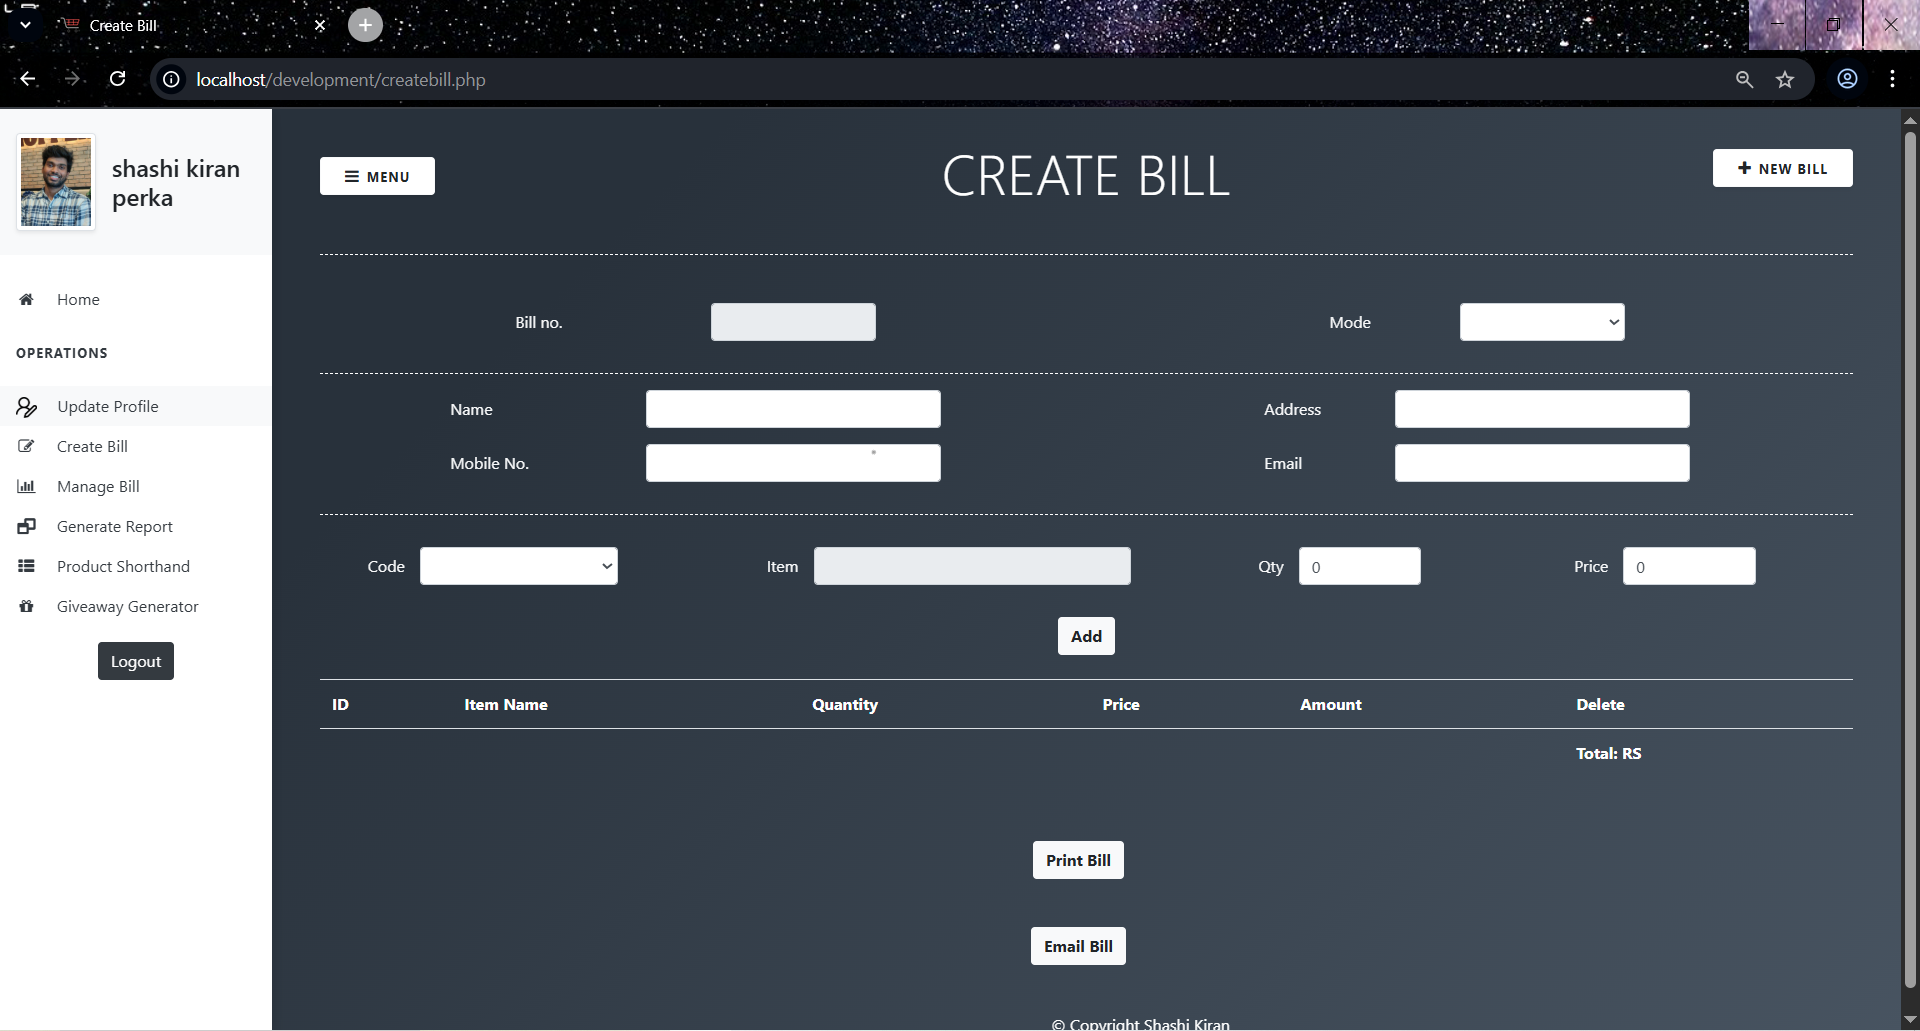 Create Bill
localhost/development/createbill.php
shashi kiran
perka
Home
OPERATIONS
Update Profile
Create Bill
Manage Bill
Generate Report
Product Shorthand
Giveaway Generator
Logout
MENU
CREATE BILL
NEW BILL
Bill no.
Mode
Name
Address
Mobile No.
Email
Code
Item
Qty 0
Price 0
Add
ID Item Name Quantity Price Amount Delete
Total: RS
Print Bill
Email Bill
© Copyright Shashi Kiran